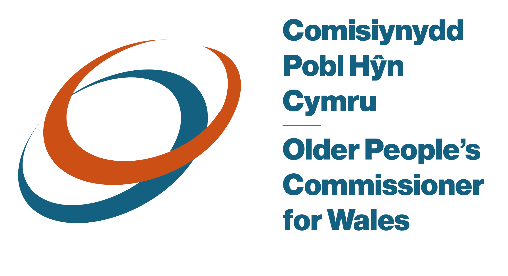 Comisiynydd
Pobl Hŷn
Cymru
Older People’s
Commissioner
for Wales